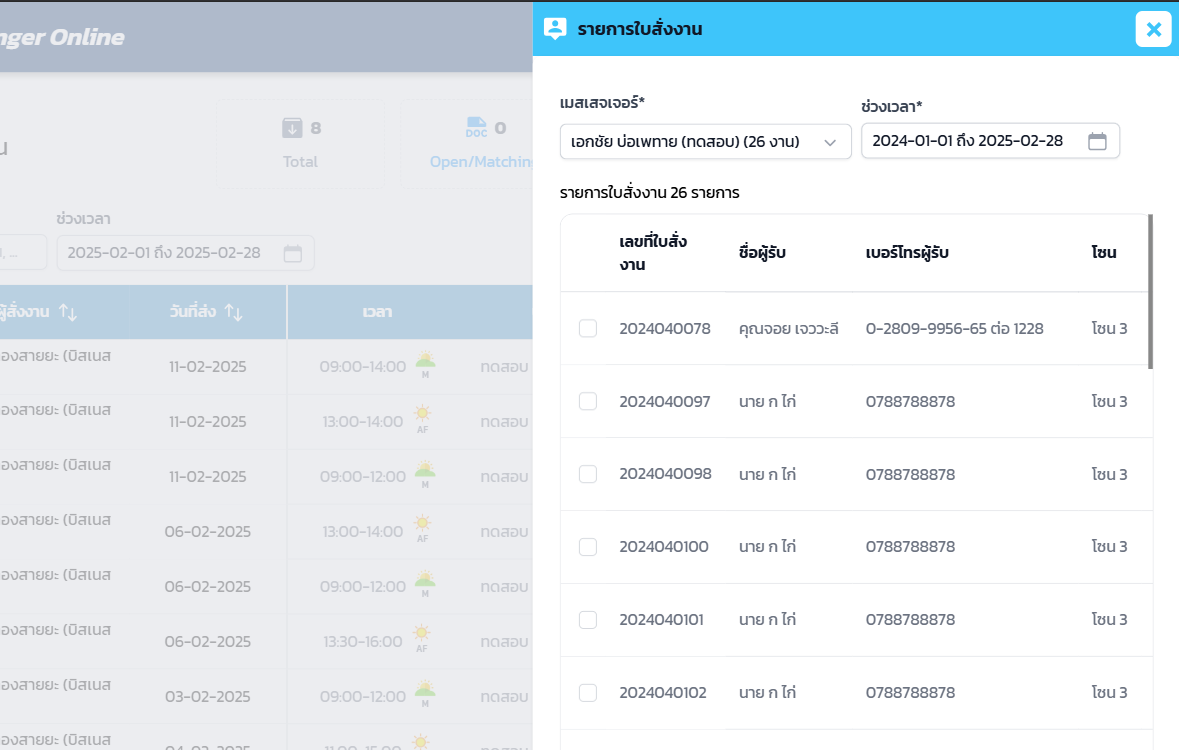 nger Online
รายการใบสั่งงาน
เมสเสจเจอร์*
ช่วงเวลา*
เอกชัย บ่อเพทาย (ทดสอบ) (26 งาน)
2024-01-01 ถึง 2025-02-28
รายการใบสั่งงาน 26 รายการ
เลขที่ใบสั่ง
งาน
ชื่อผู้รับ
เบอร์โทรผู้รับ
โซน
2024040078 คุณจอย เจววะลี 0-2809-9956-65 ต่อ 1228 โซน 3
2024040097 นาย ก ไก่ 0788788878 โซน 3
2024040098 นาย ก ไก่ 0788788878 โซน 3
2024040100 นาย ก ไก่ 0788788878 โซน 3
2024040101 นาย ก ไก่ 0788788878 โซน 3
2024040102 นาย ก ไก่ 0788788878 โซน 3
น
8
Total
DOC 0
Open/Matching
ช่วงเวลา
2025-02-01 ถึง 2025-02-28
ผู้สั่งงาน วันที่ส่ง เวลา
องสายยะ (บิสเนส 11-02-2025 09:00-14:00 M ทดสอบ
องสายยะ (บิสเนส 11-02-2025 13:00-14:00 AF ทดสอบ
องสายยะ (บิสเนส 11-02-2025 09:00-12:00 M ทดสอบ
องสายยะ (บิสเนส 06-02-2025 13:00-14:00 AF ทดสอบ
องสายยะ (บิสเนส 06-02-2025 09:00-12:00 M ทดสอบ
องสายยะ (บิสเนส 06-02-2025 13:30-16:00 AF ทดสอบ
องสายยะ (บิสเนส 03-02-2025 09:00-12:00 M ทดสอบ
องสายยะ (บิสเนส 04-02-2025 11:00-15:00 ทดสอบ